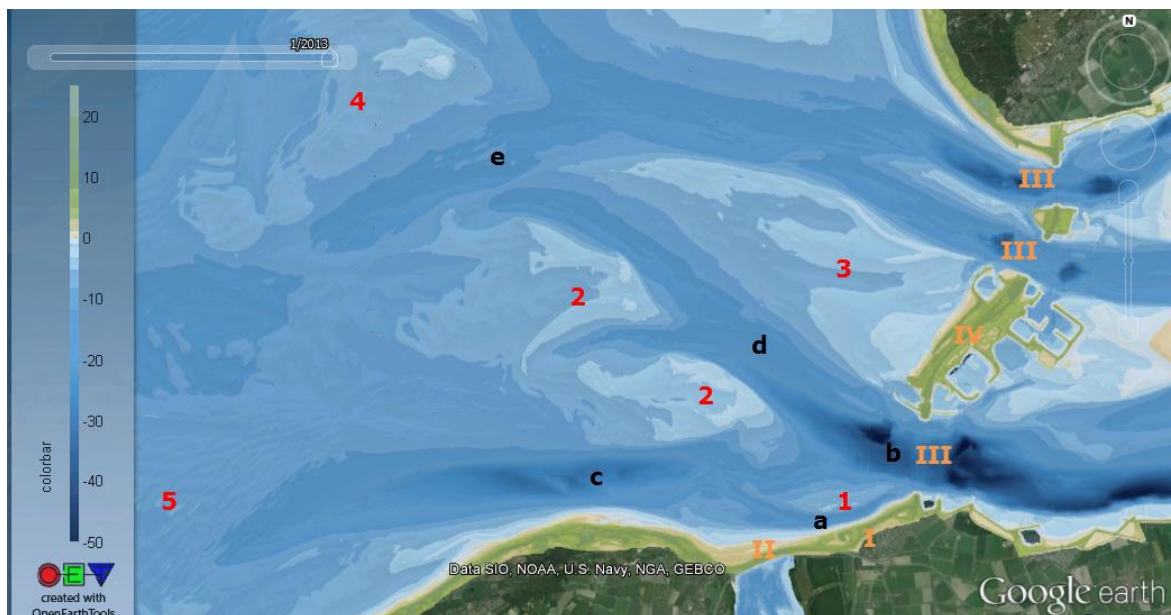 1/2013
N
20
10
0
-10
-20
-30
-40
-50
colorbar
4
e
III
III
3
2
IV
d
2
b
III
c
5
1
a
I
II
Data SIO, NOAA, U.S. Navy, NGA, GEBCO
OET
created with
OpenEarthTools
Google earth